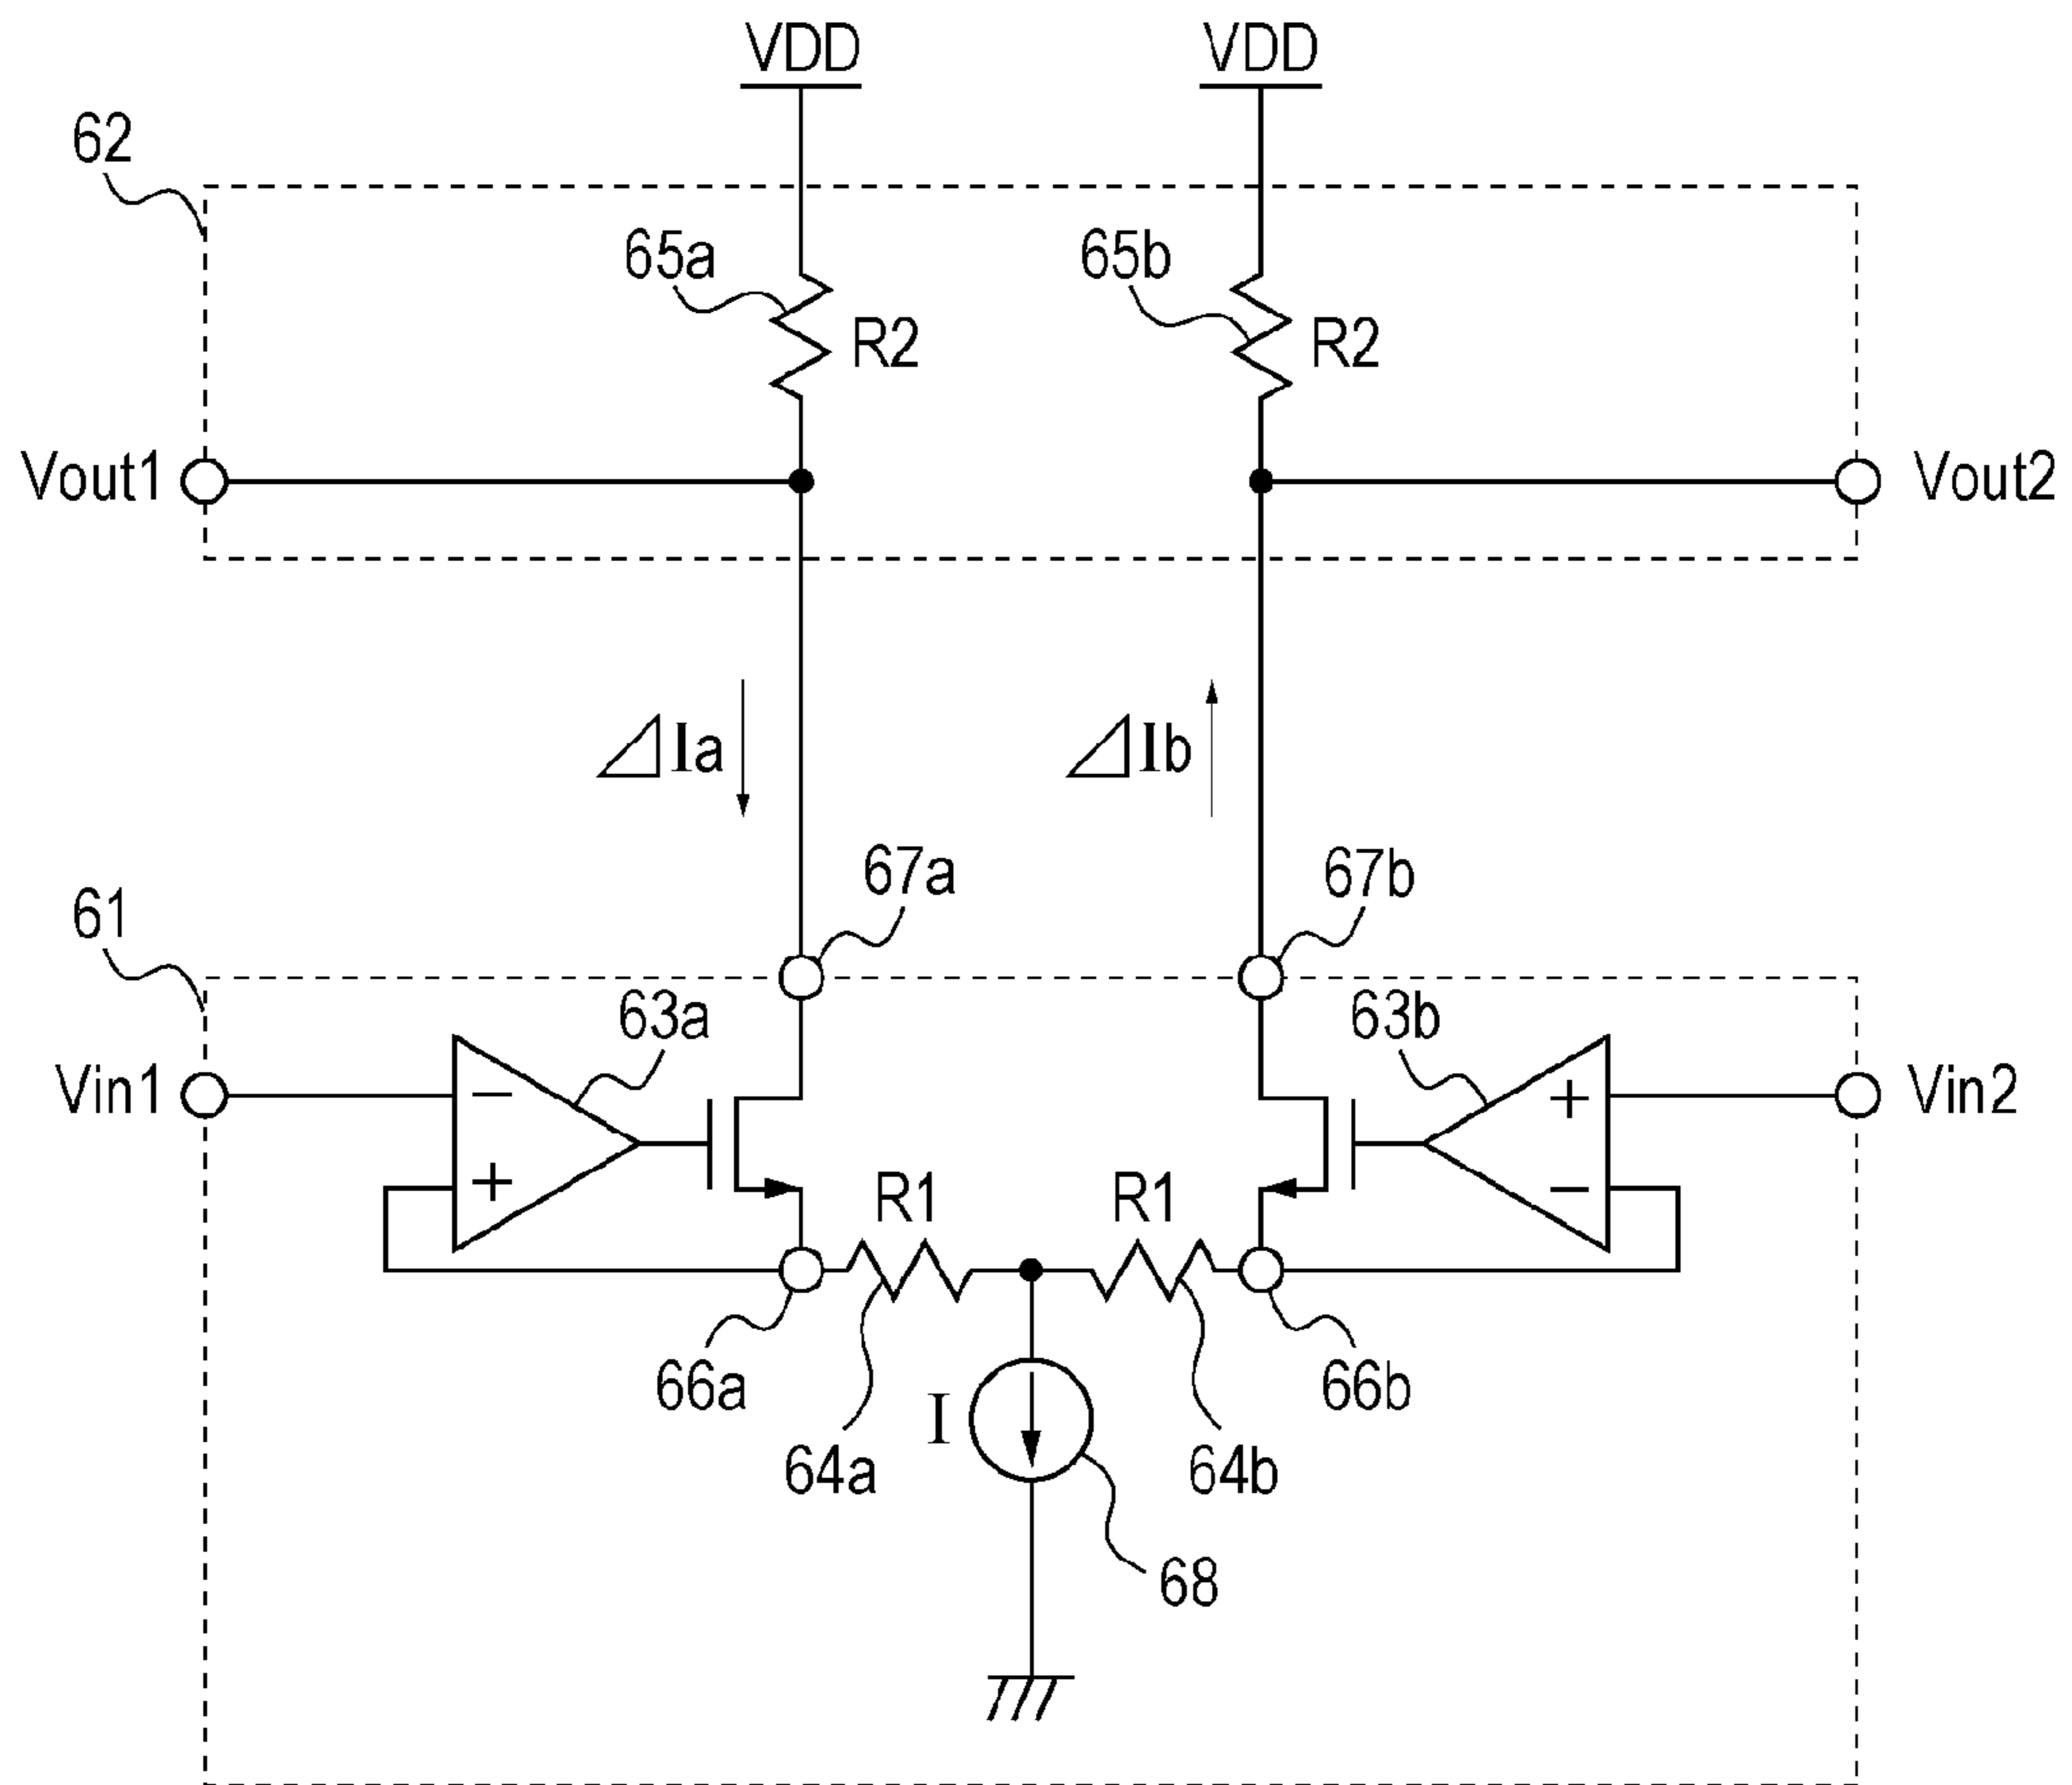 VDD VDD
62
65a 65b
R2 R2
Vout1 Vout2
⊿Ia ⊿Ib
67a 67b
61
63a 63b
Vin1 − + Vin2
+ −
R1 R1
66a 66b
I
64a 64b
68